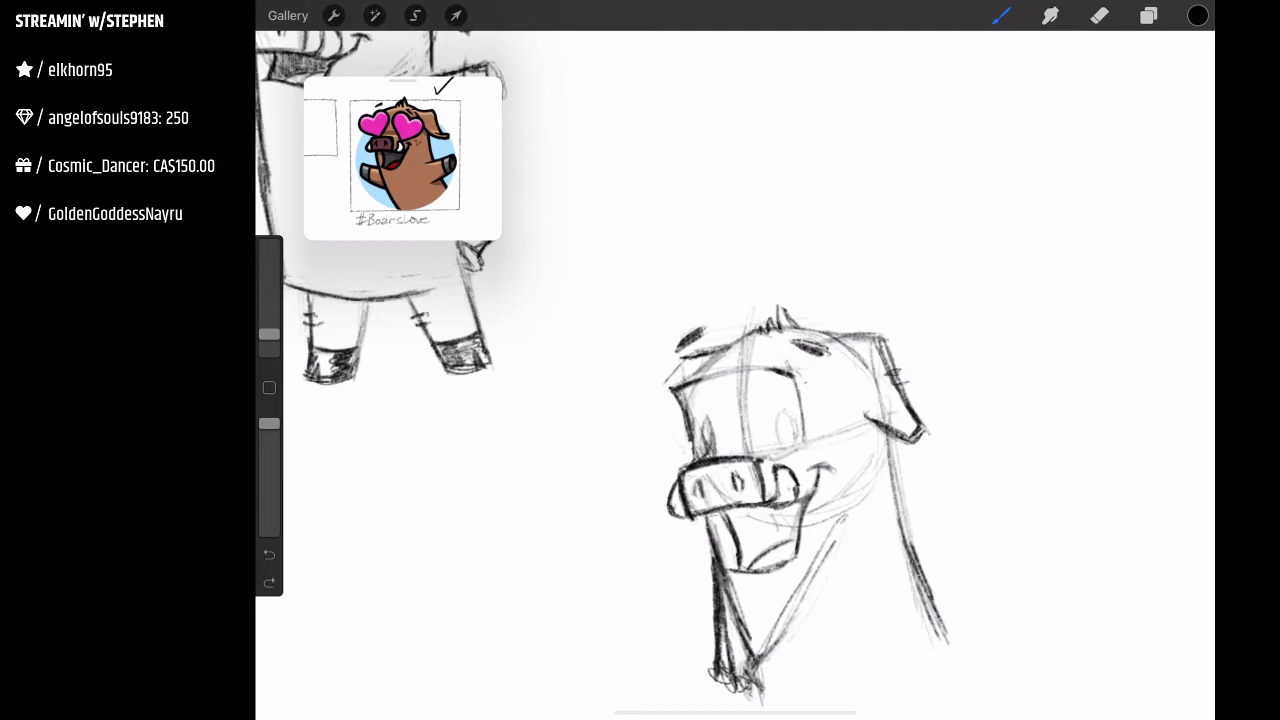 STREAMIN' w/STEPHEN
/ elkhorn95
/ angelofsouls9183: 250
/ Cosmic_Dancer: CA$150.00
/ GoldenGoddessNayru
Gallery
#BoarsLove